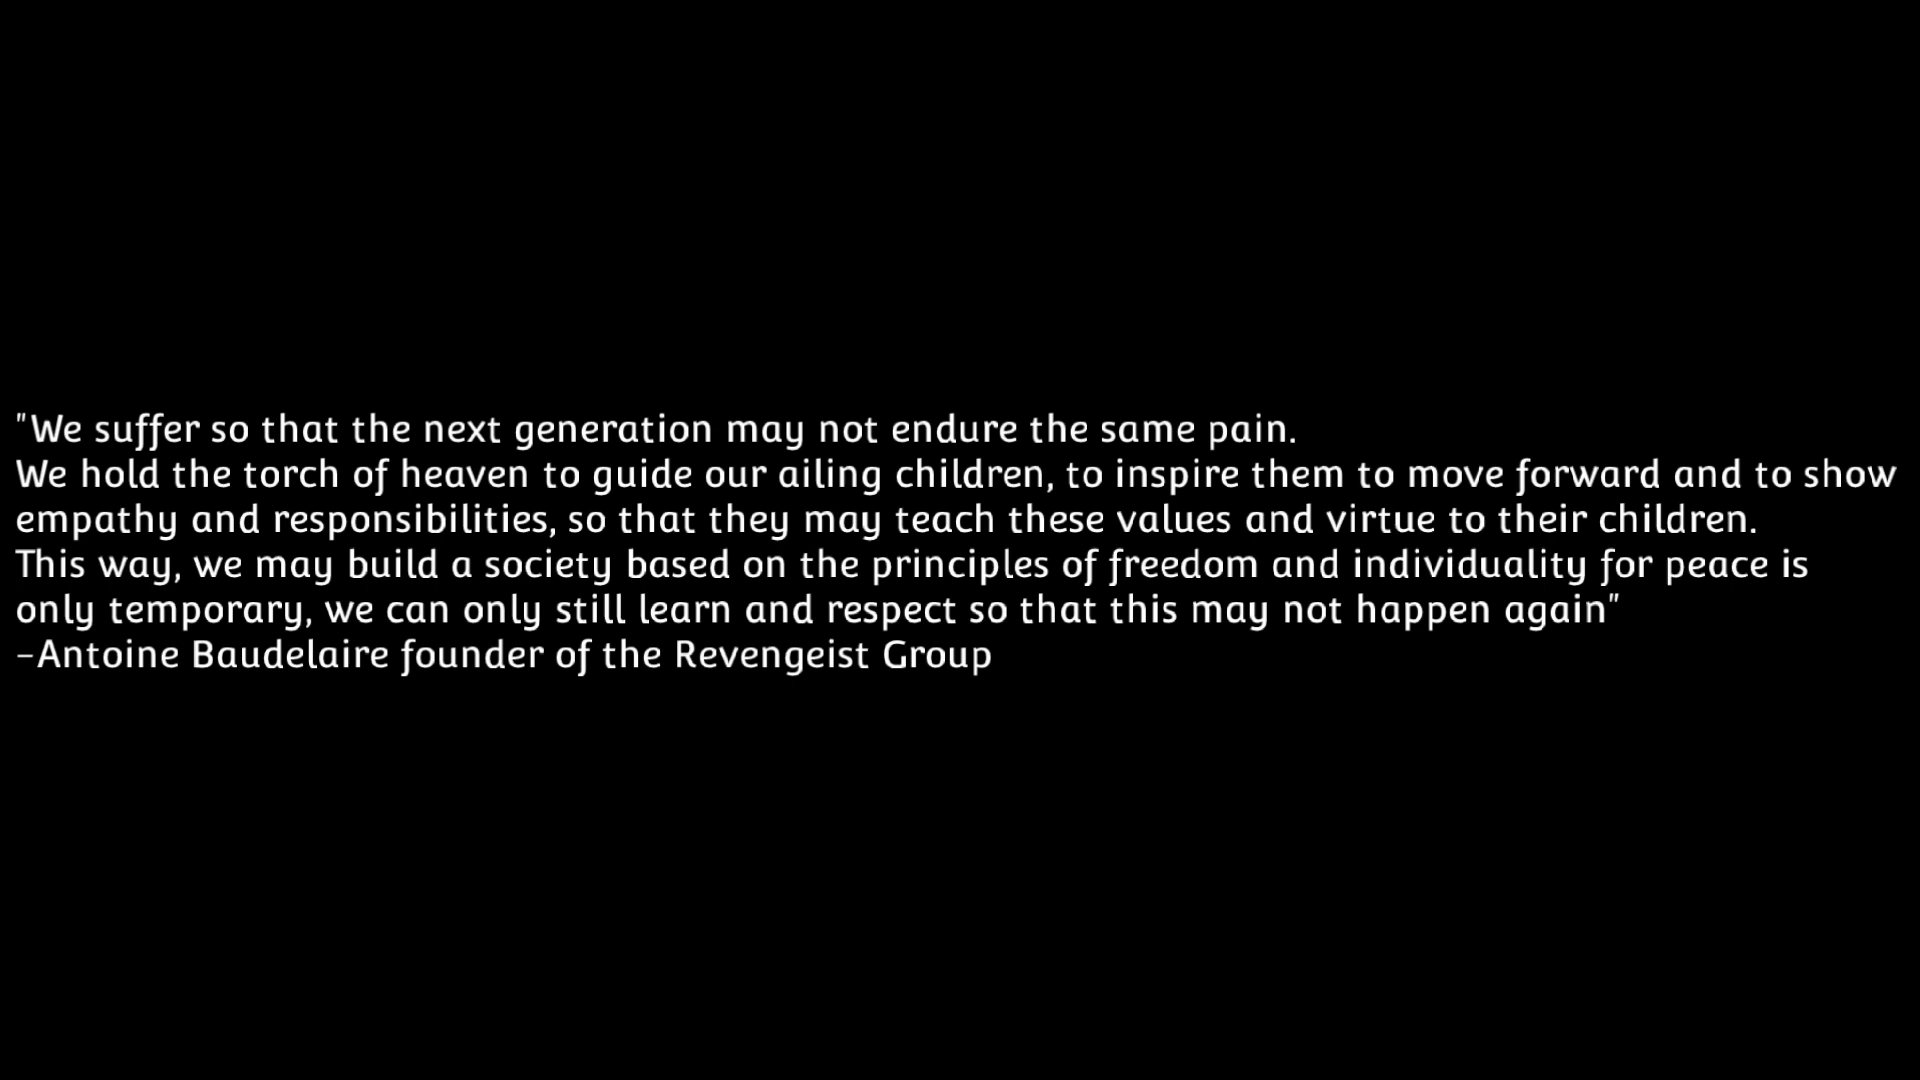 "We suffer so that the next generation may not endure the same pain.
We hold the torch of heaven to guide our ailing children, to inspire them to move forward and to show
empathy and responsibilities, so that they may teach these values and virtue to their children.
This way, we may build a society based on the principles of freedom and individuality for peace is
only temporary, we can only still learn and respect so that this may not happen again"
-Antoine Baudelaire founder of the Revengeist Group